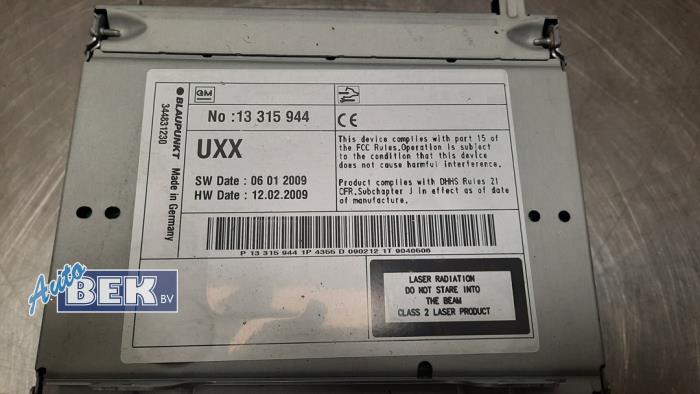 BLAUPUNKT Made in Germany
344831230
GM
No : 13 315 944
UXX
SW Date : 06 01 2009
HW Date : 12.02.2009
CE
This device complies with part 15 of
the FCC Rules.Operation is subject
to the condition that this device
does not cause harmful interference.
Product complies with DHHS Rules 21
CFR.Subchapter J in effect as of date
of manufacture.
P 13 315 944 1P 4355 D 090212 1T 9040506
LASER RADIATION
DO NOT STARE INTO
THE BEAM
CLASS 2 LASER PRODUCT
Auto
BEK BV